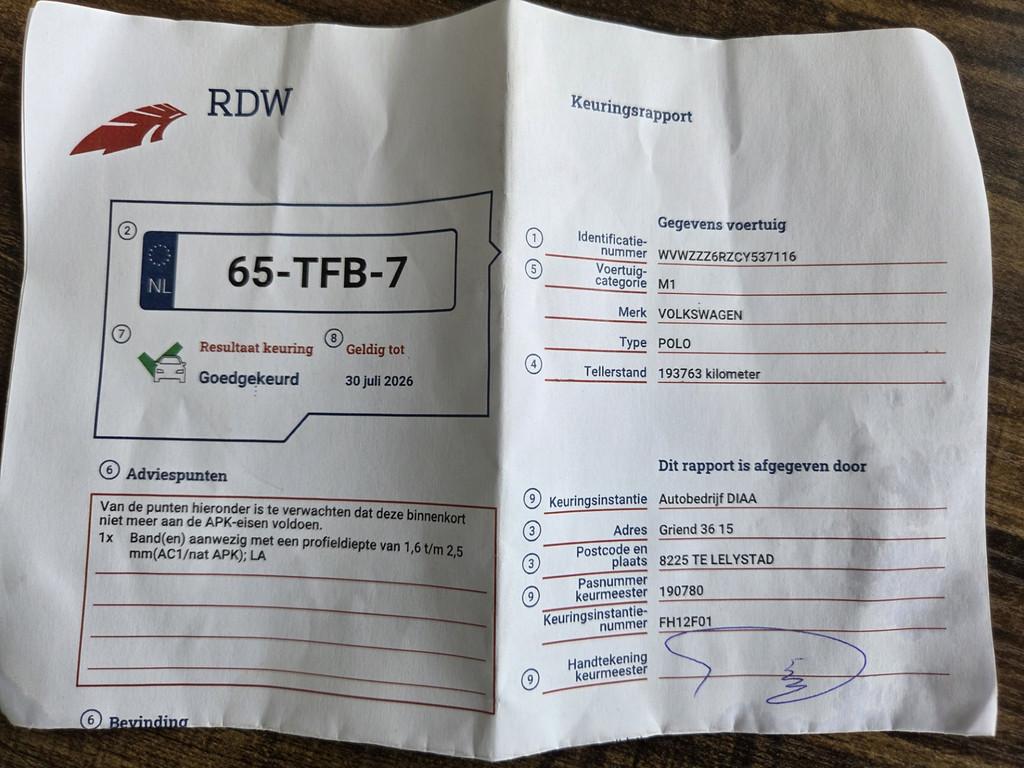 RDW
2
NL
65-TFB-7
7
Resultaat keuring
Goedgekeurd
8
Geldig tot
30 juli 2026
6 Adviespunten
Van de punten hieronder is te verwachten dat deze binnenkort
niet meer aan de APK-eisen voldoen.
1x Band(en) aanwezig met een profieldiepte van 1,6 t/m 2,5
mm(AC1/nat APK); LA
6 Bevinding
Keuringsrapport
Gegevens voertuig
1 Identificatie-
nummer WVWZZZ6RZCY537116
5 Voertuig-
categorie M1
Merk VOLKSWAGEN
Type POLO
4 Tellerstand 193763 kilometer
Dit rapport is afgegeven door
9 Keuringsinstantie Autobedrijf DIAA
3 Adres Griend 36 15
3 Postcode en
plaats 8225 TE LELYSTAD
9 Pasnummer
keurmeester 190780
Keuringsinstantie-
nummer FH12F01
9 Handtekening
keurmeester